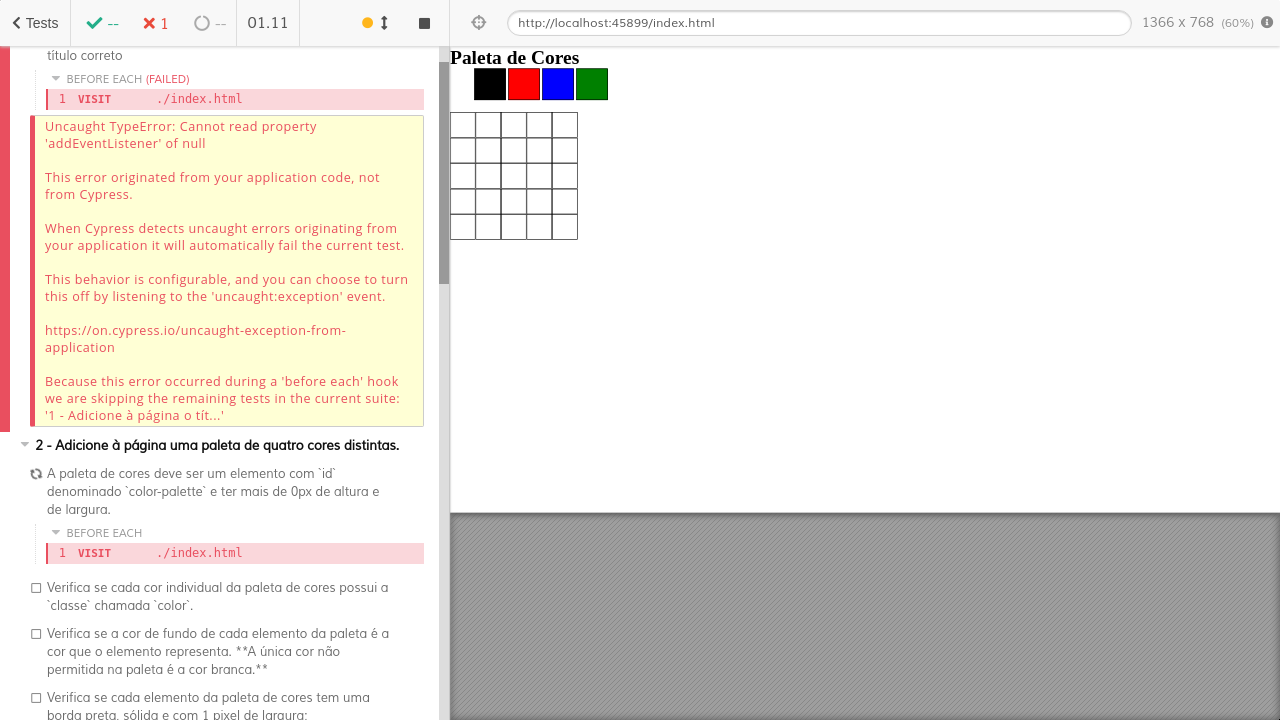 Tests
--
1
--
01.11
http://localhost:45899/index.html
1366 x 768 (60%)
título correto
BEFORE EACH (FAILED)
1 VISIT ./index.html
Uncaught TypeError: Cannot read property
'addEventListener' of null
This error originated from your application code, not
from Cypress.
When Cypress detects uncaught errors originating from
your application it will automatically fail the current test.
This behavior is configurable, and you can choose to turn
this off by listening to the 'uncaught:exception' event.
https://on.cypress.io/uncaught-exception-from-
application
Because this error occurred during a 'before each' hook
we are skipping the remaining tests in the current suite:
'1 - Adicione à página o tít...'
2 - Adicione à página uma paleta de quatro cores distintas.
A paleta de cores deve ser um elemento com `id`
denominado `color-palette` e ter mais de 0px de altura e
de largura.
BEFORE EACH
1 VISIT ./index.html
Verifica se cada cor individual da paleta de cores possui a
`classe` chamada `color`.
Verifica se a cor de fundo de cada elemento da paleta é a
cor que o elemento representa. **A única cor não
permitida na paleta é a cor branca.**
Verifica se cada elemento da paleta de cores tem uma
borda preta, sólida e com 1 pixel de largura;
Paleta de Cores